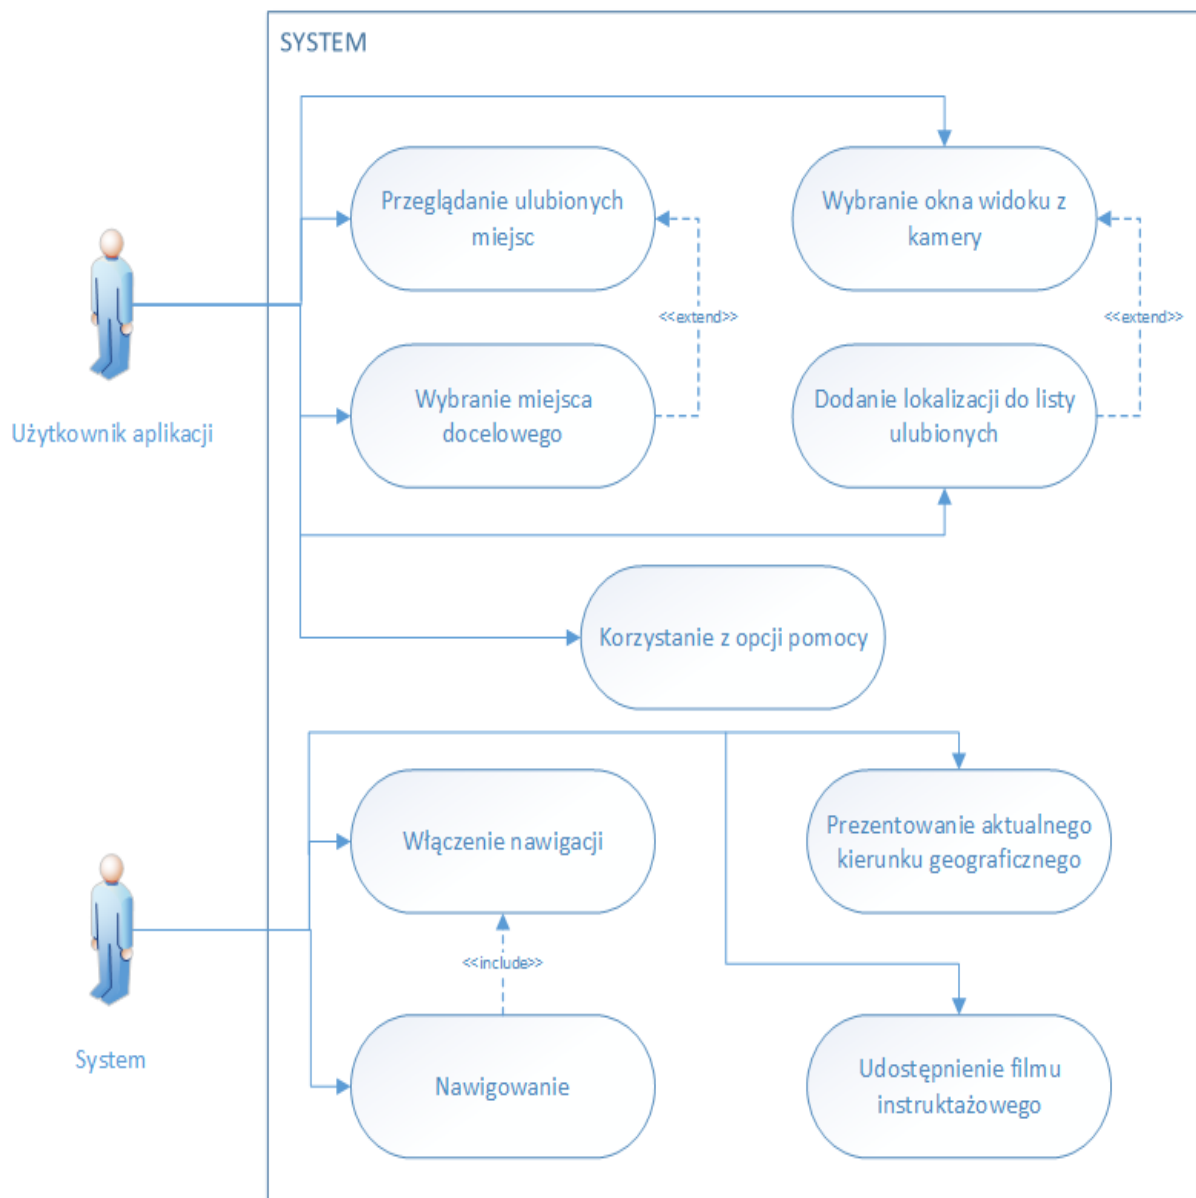 SYSTEM
Przeglądanie ulubionych
miejsc
Wybranie okna widoku z
kamery
<<extend>>
<<extend>>
Wybranie miejsca
docelowego
Dodanie lokalizacji do listy
ulubionych
Użytkownik aplikacji
Korzystanie z opcji pomocy
Włączenie nawigacji
Prezentowanie aktualnego
kierunku geograficznego
<<include>>
System
Nawigowanie
Udostępnienie filmu
instruktażowego